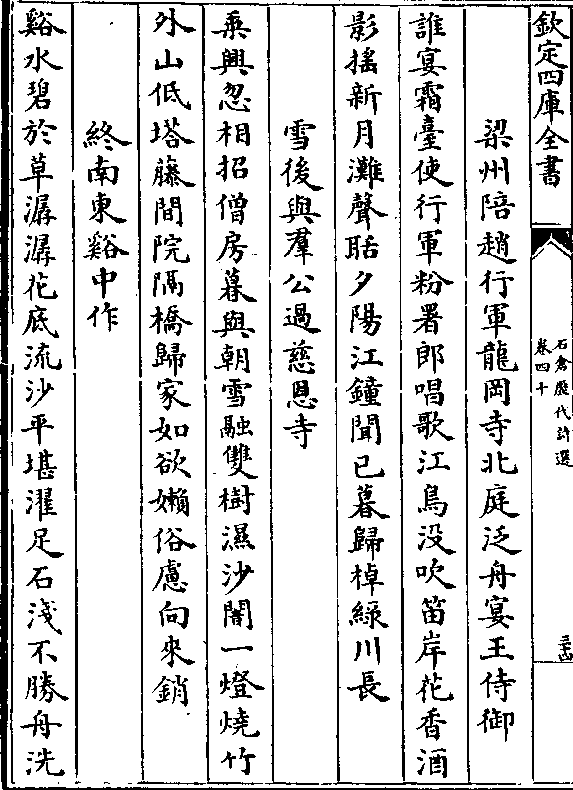 欽定四庫全書
石倉歷代詩選
卷四十
三十四
梁州陪趙行軍龍岡寺北庭泛舟宴王侍御
誰宴霜臺使行軍粉署郎唱歌江鳥没吹笛岸花香酒
影揺新月灘聲聒夕陽江鐘聞已暮歸棹緑川長
雪後與羣公過慈恩寺
乘興忽相招僧房暮與朝雪融雙樹濕沙闇一燈燒竹
外山低塔藤間院隔橋歸家如欲嬾俗慮向來銷
終南東谿中作
谿水碧於草潺潺花底流沙平堪濯足石淺不勝舟洗